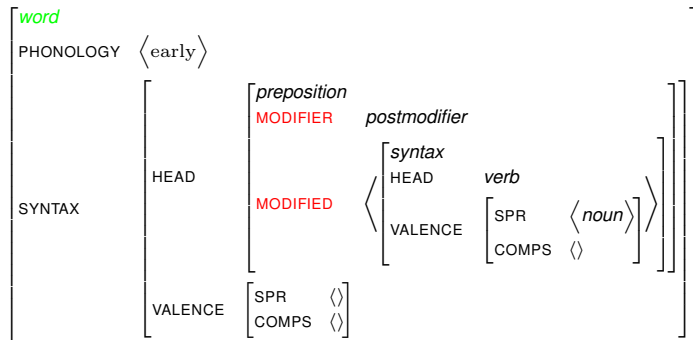 word
PHONOLOGY ⟨early⟩
preposition
MODIFIER postmodifier
syntax
HEAD verb
HEAD
MODIFIED
SPR ⟨noun⟩
VALENCE
SYNTAX
COMPS ⟨⟩
SPR ⟨⟩
VALENCE
COMPS ⟨⟩